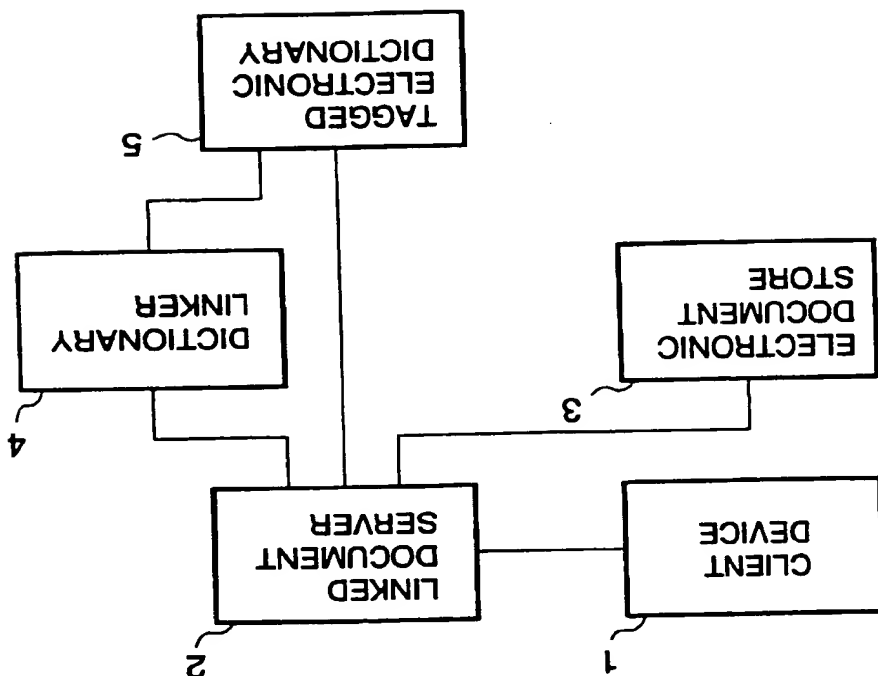 1
CLIENT
DEVICE
2
LINKED
DOCUMENT
SERVER
3
ELECTRONIC
DOCUMENT
STORE
4
DICTIONARY
LINKER
5
TAGGED
ELECTRONIC
DICTIONARY